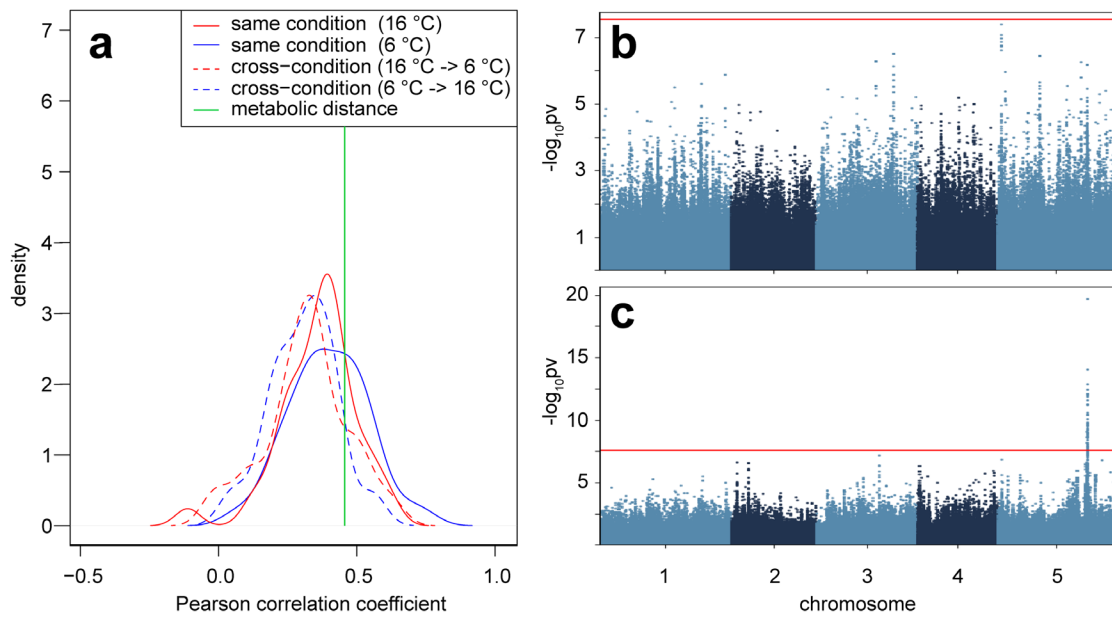 a
same condition (16 °C)
same condition (6 °C)
cross-condition (16 °C -> 6 °C)
cross-condition (6 °C -> 16 °C)
metabolic distance
density
7
6
5
4
3
2
1
0
−0.5
0.0
0.5
1.0
Pearson correlation coefficient
b
-log10pv
7
5
3
1
c
-log10pv
20
15
10
5
1
2
3
4
5
chromosome